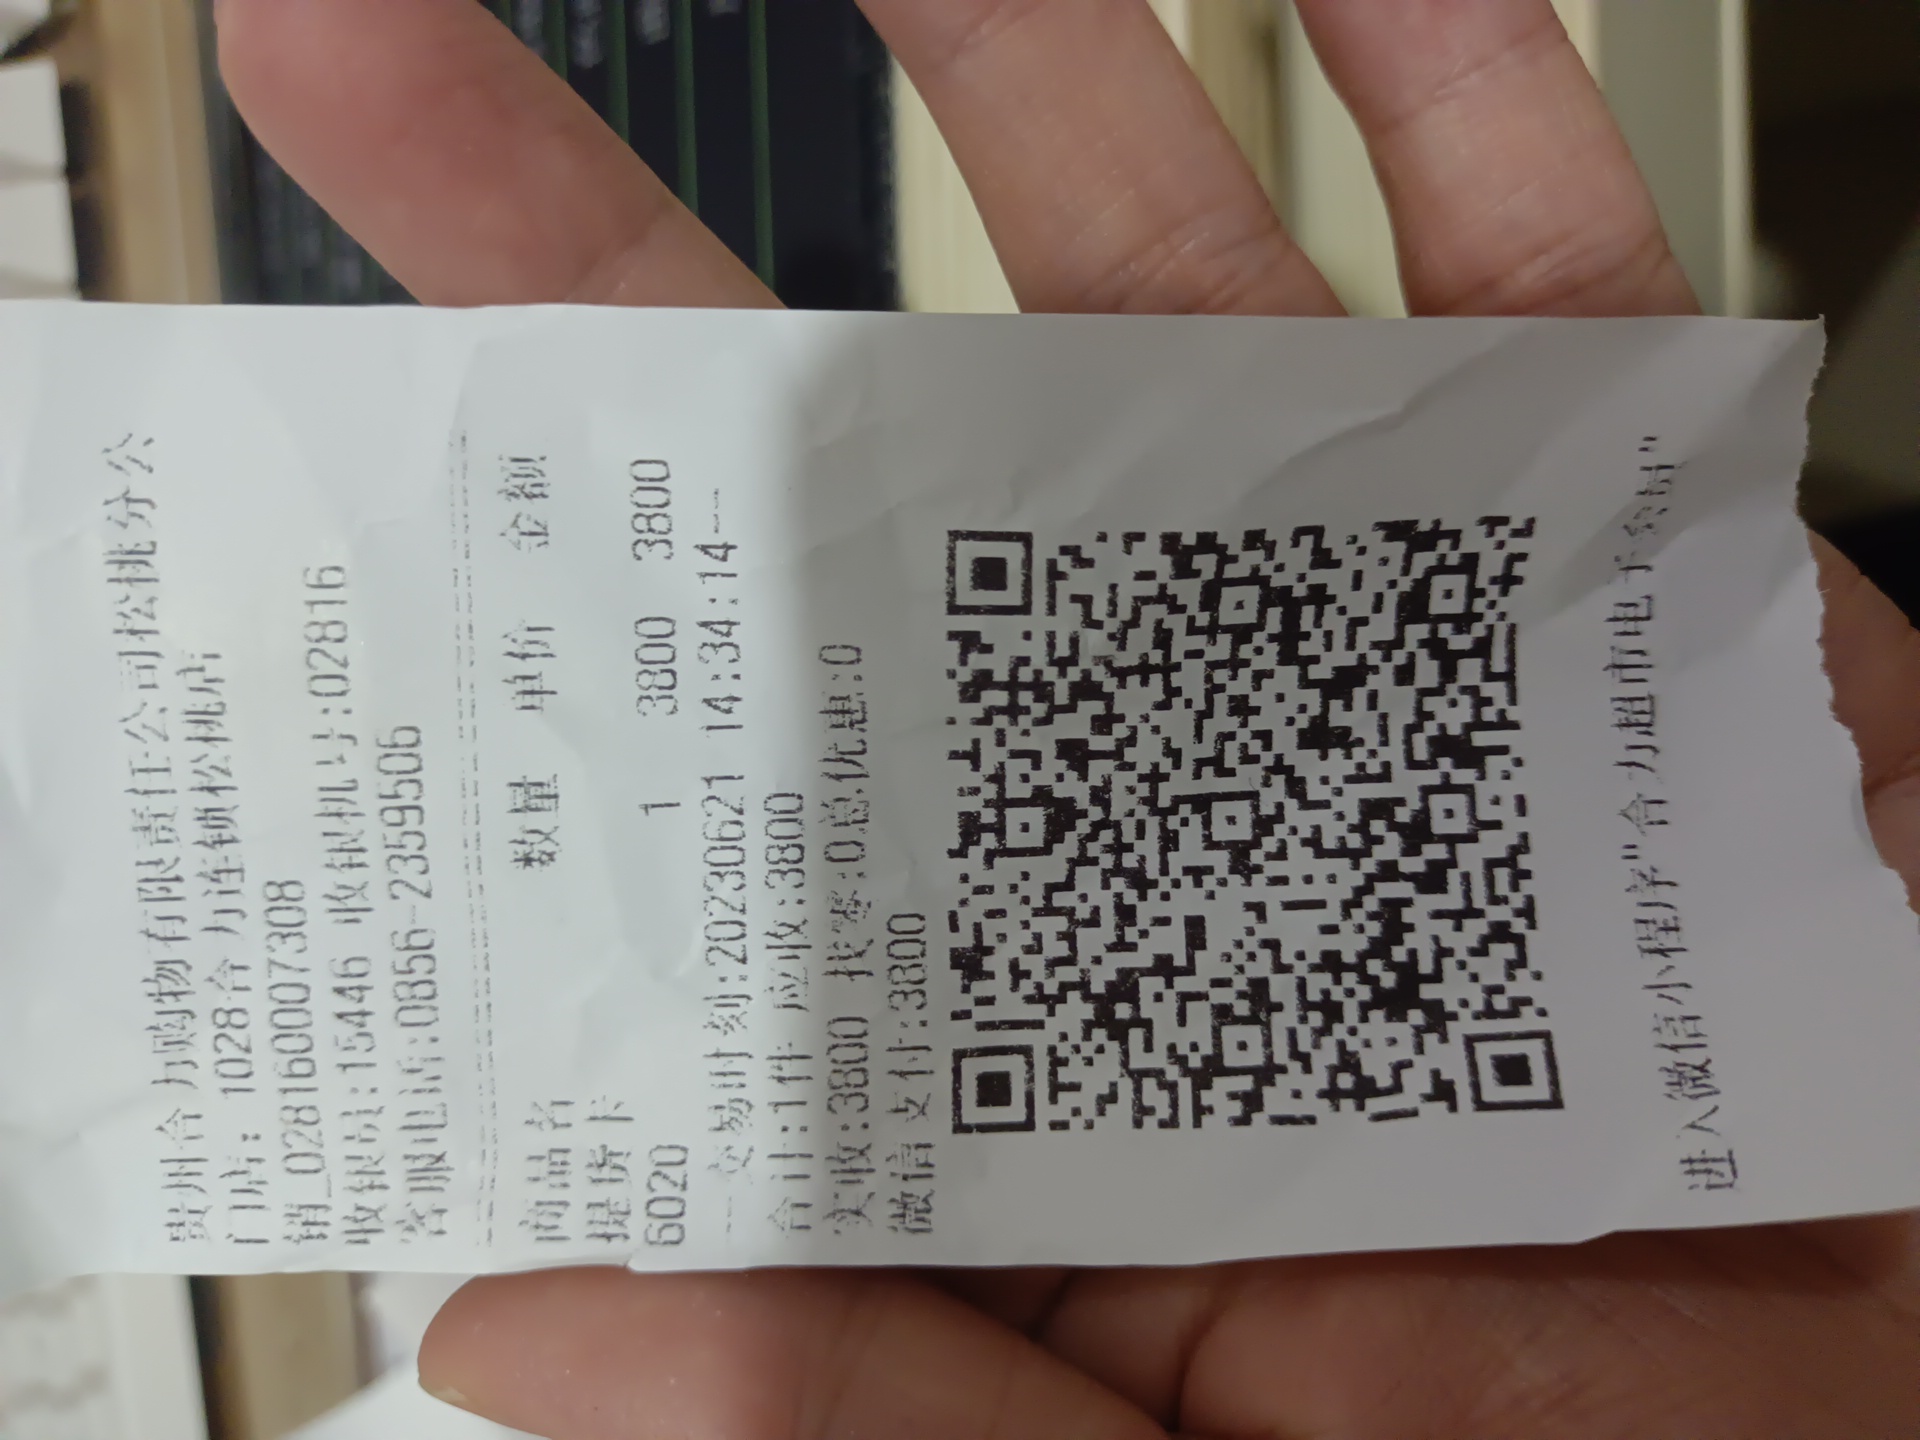 贵州合力购物有限责任公司松桃分公
门店: 1028合力连锁松桃店
销_0281600007308
收银员:15446 收银机号:02816
客服电话:0856-2359506
商品名 数量 单价 金额
提货卡
6020 1 3800 3800
---交易时刻:20230621 14:34:14---
合计:1件 应收:3800
实收:3800 找零:0总优惠:0
微信支付:3800
进入微信小程序"合力超市电子